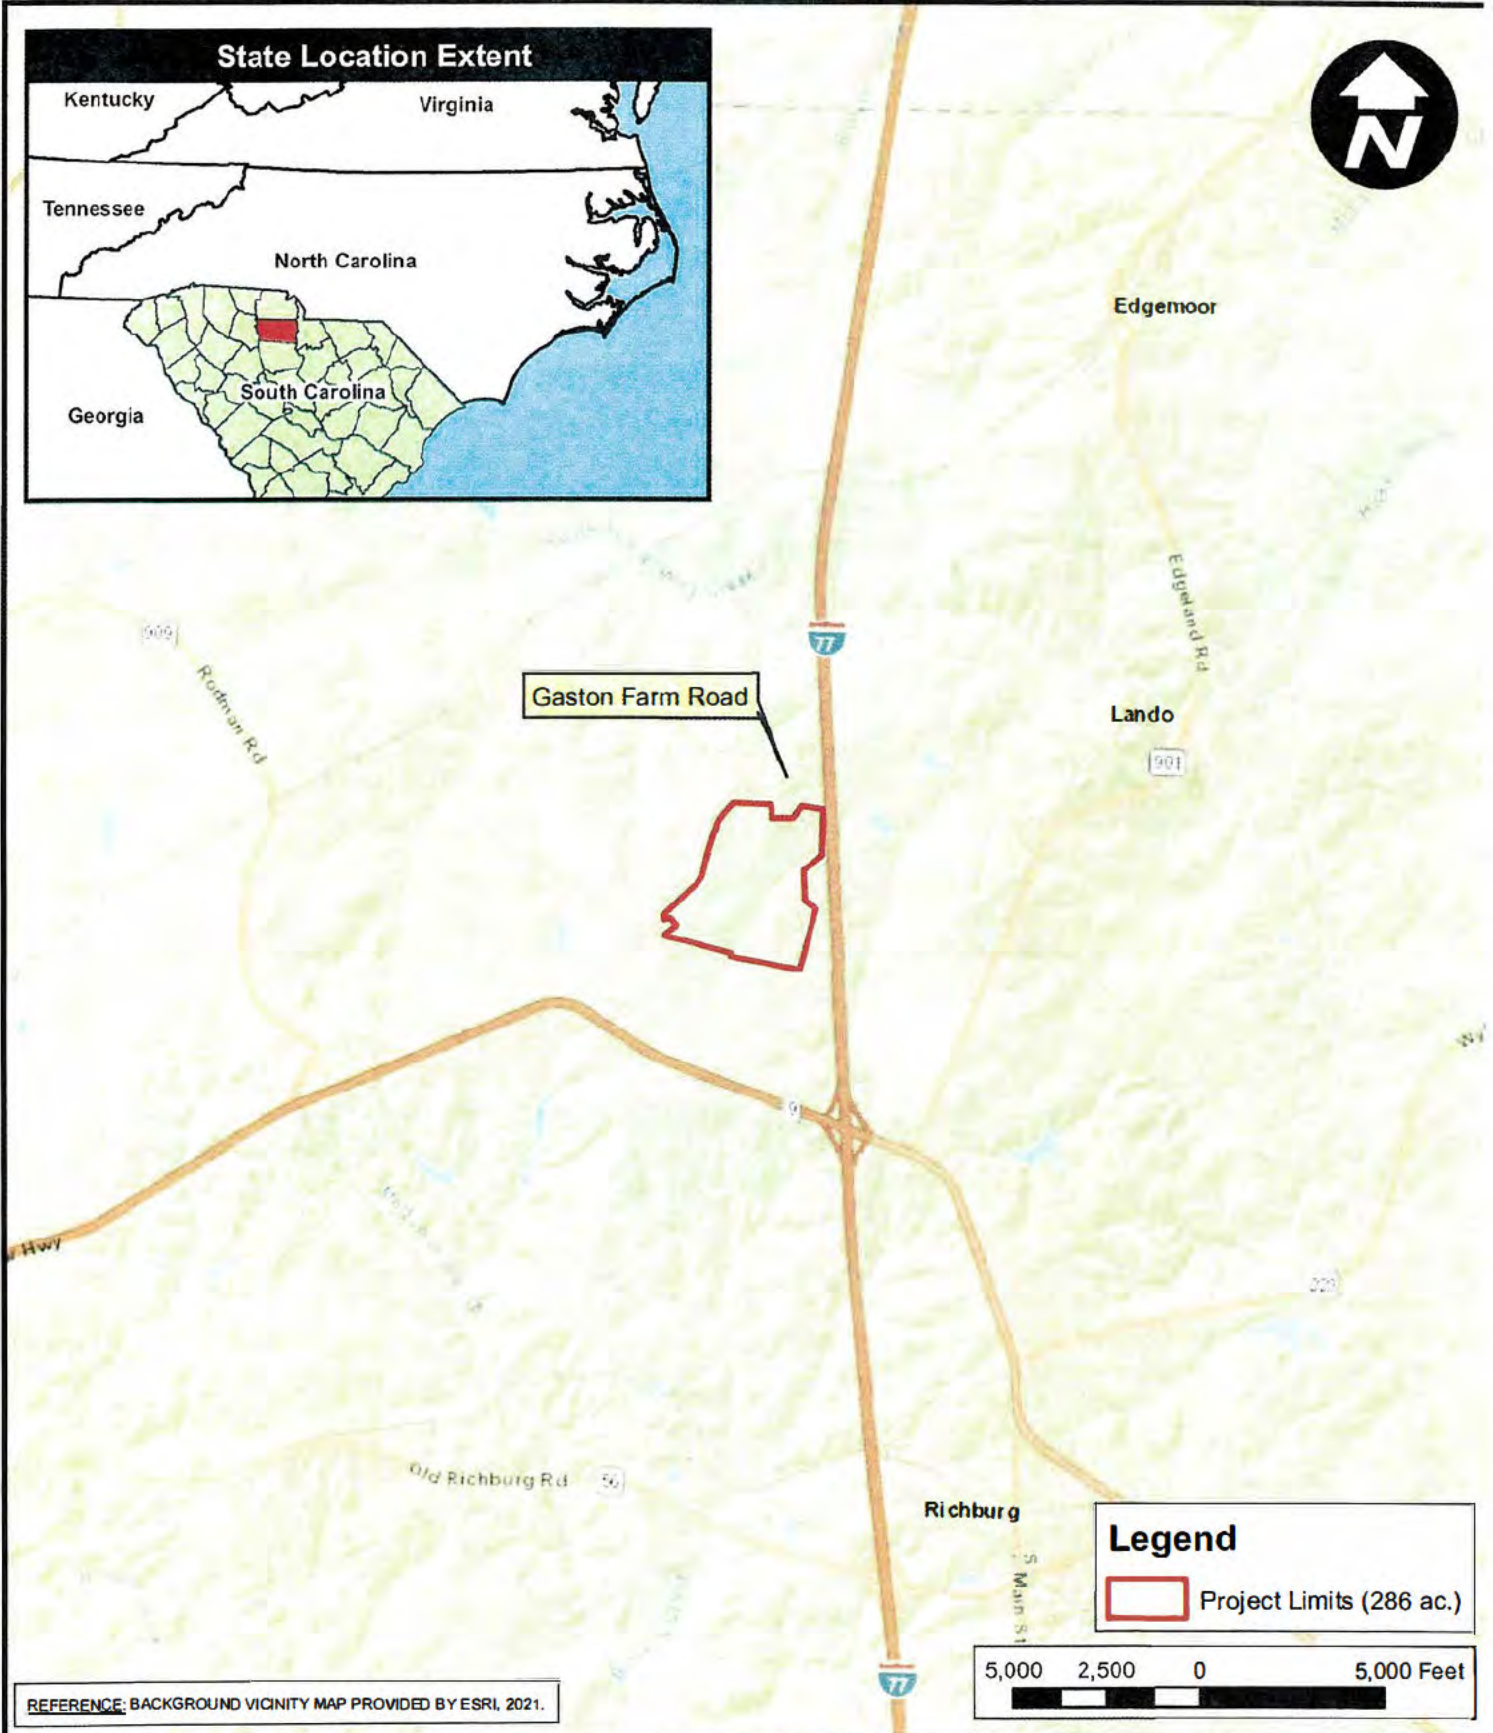 State Location Extent
Kentucky
Virginia
Tennessee
North Carolina
South Carolina
Georgia
N
Edgemoor
Edgeland Rd
909
Rodman Rd
77
Gaston Farm Road
Lando
901
9
Hwy
223
Old Richburg Rd
56
Richburg
S Main St
77
Legend
Project Limits (286 ac.)
5,000 2,500 0 5,000 Feet
REFERENCE: BACKGROUND VICINITY MAP PROVIDED BY ESRI, 2021.